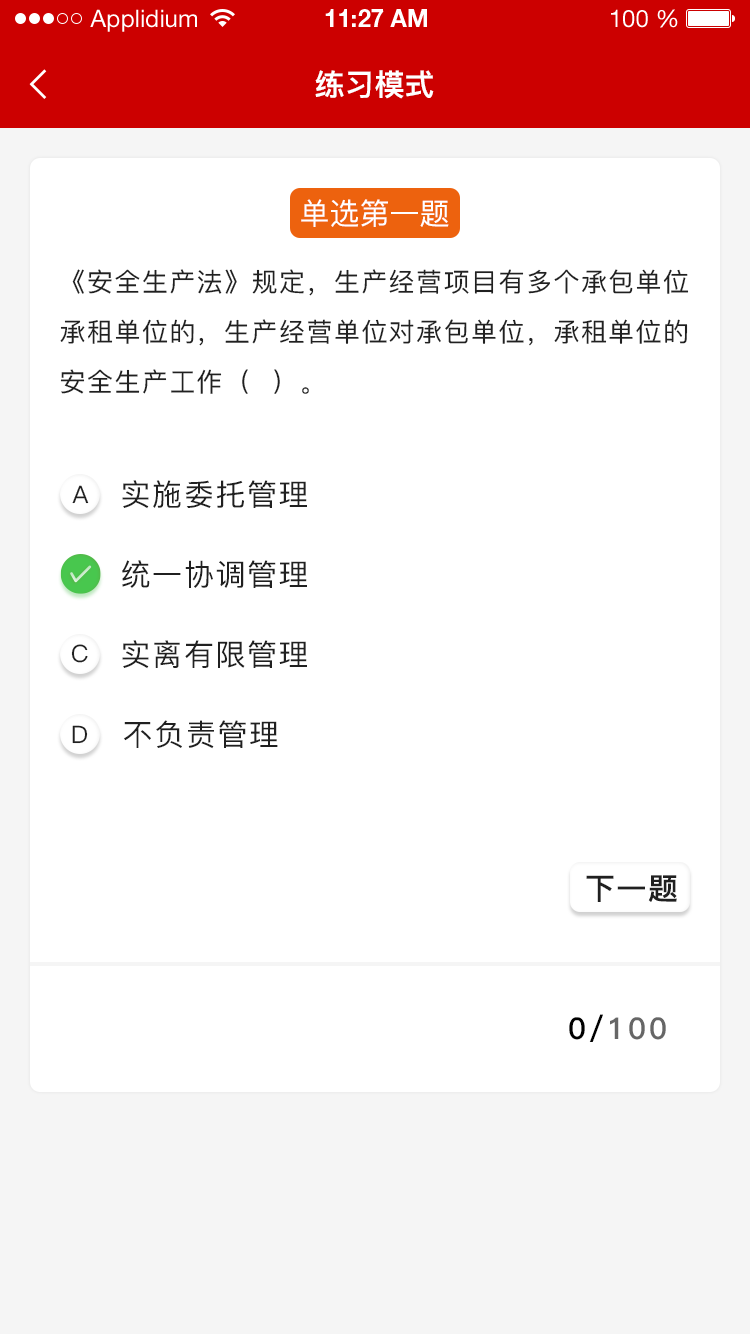 Applidium 11:27 AM 100 %
练习模式
单选第一题
《安全生产法》规定，生产经营项目有多个承包单位
承租单位的，生产经营单位对承包单位，承租单位的
安全生产工作（ ）。
A 实施委托管理
统一协调管理
C 实离有限管理
D 不负责管理
下一题
0/100